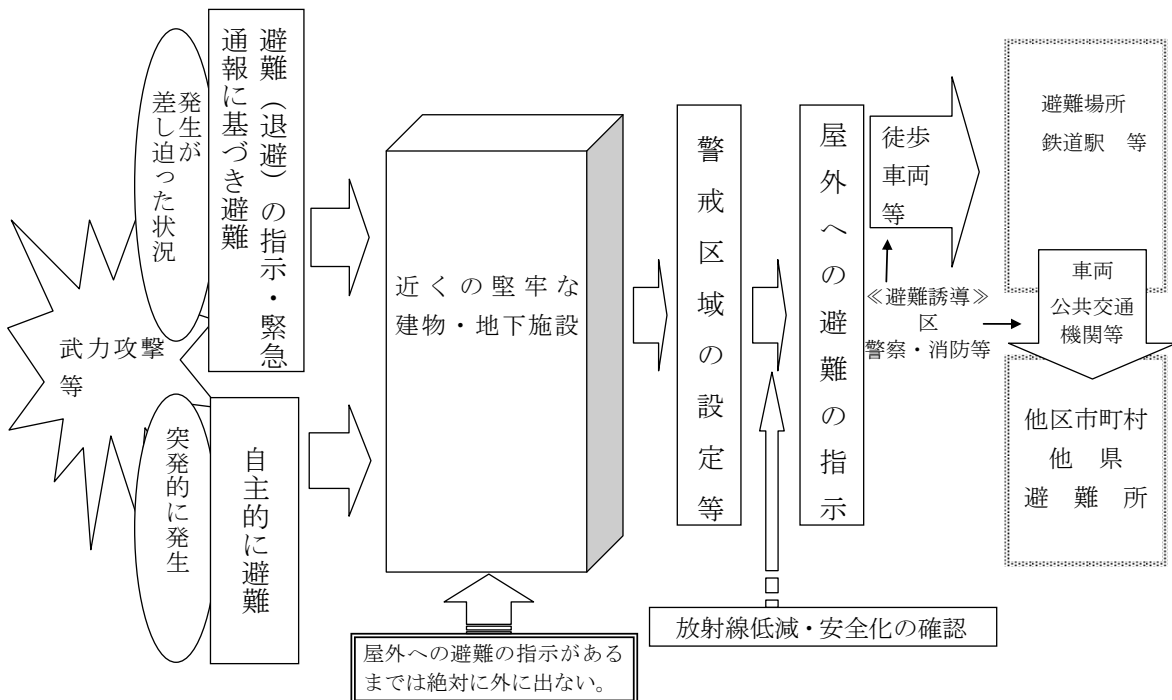 武力攻撃
等
発生が
差し迫った状況
避難（退避）の指示・緊急
通報に基づき避難
突発的に発生
自主的に避難
近くの堅牢な
建物・地下施設
屋外への避難の指示がある
までは絶対に外に出ない。
警戒区域の設定等
放射線低減・安全化の確認
屋外への避難の指示
徒歩
車両
等
≪避難誘導≫
区
警察・消防等
避難場所
鉄道駅　等
車両
公共交通
機関等
他区市町村
他　県
避　難　所